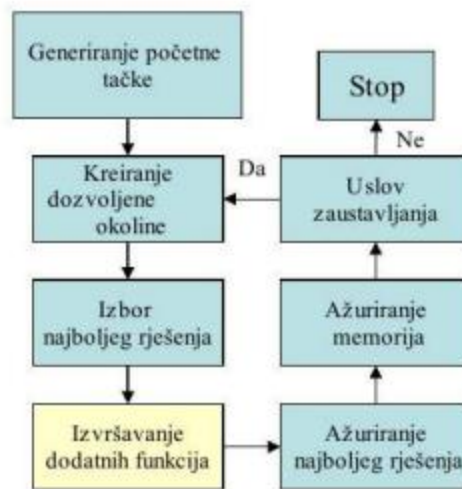 Generiranje početne
tačke
Stop
Ne
Kreiranje
dozvoljene
okoline
Da
Uslov
zaustavljanja
Izbor
najboljeg rješenja
Ažuriranje
memorija
Izvršavanje
dodatnih funkcija
Ažuriranje
najboljeg rješenja